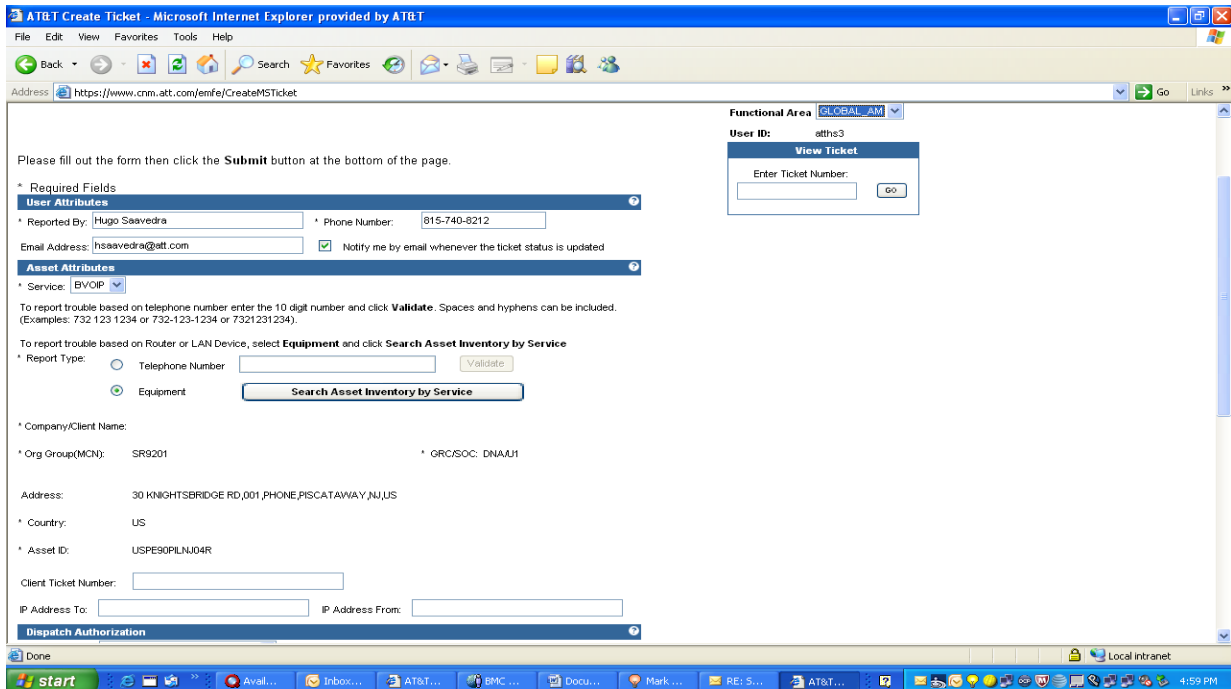 AT&T Create Ticket - Microsoft Internet Explorer provided by AT&T
File Edit View Favorites Tools Help
Back Search Favorites
Address https://www.cnm.att.com/emfe/CreateMSTicket Go Links »
Functional Area GLOBAL_AM
User ID: atths3
View Ticket
Enter Ticket Number:
GO
Please fill out the form then click the Submit button at the bottom of the page.
* Required Fields
User Attributes ?
* Reported By: Hugo Saavedra * Phone Number: 815-740-8212
Email Address: hsaavedra@att.com Notify me by email whenever the ticket status is updated
Asset Attributes ?
* Service: BVOIP
To report trouble based on telephone number enter the 10 digit number and click Validate. Spaces and hyphens can be included.
(Examples: 732 123 1234 or 732-123-1234 or 7321231234).
To report trouble based on Router or LAN Device, select Equipment and click Search Asset Inventory by Service
* Report Type:
Telephone Number Validate
Equipment Search Asset Inventory by Service
* Company/Client Name:
* Org Group(MCN): SR9201 * GRC/SOC: DNA/U1
Address: 30 KNIGHTSBRIDGE RD,001,PHONE,PISCATAWAY,NJ,US
* Country: US
* Asset ID: USPE90PILNJ04R
Client Ticket Number:
IP Address To: IP Address From:
Dispatch Authorization ?
Done Local intranet
start » Avail... Inbox... AT&T... BMC ... Docu... Mark ... RE: S... AT&T... ? 4:59 PM